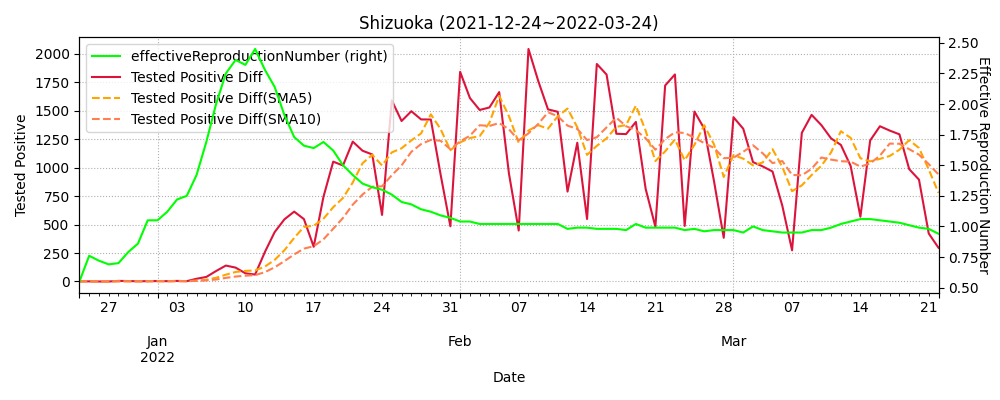 Shizuoka (2021-12-24~2022-03-24)
effectiveReproductionNumber (right)
Tested Positive Diff
Tested Positive Diff(SMA5)
Tested Positive Diff(SMA10)
Tested Positive
2000
1750
1500
1250
1000
750
500
250
0
2.50
2.25
2.00
1.75
1.50
1.25
1.00
0.75
0.50
Effective Reproduction Number
27 03 10 17 24 31 07 14 21 28 07 14 21
Jan Feb Mar
2022
Date